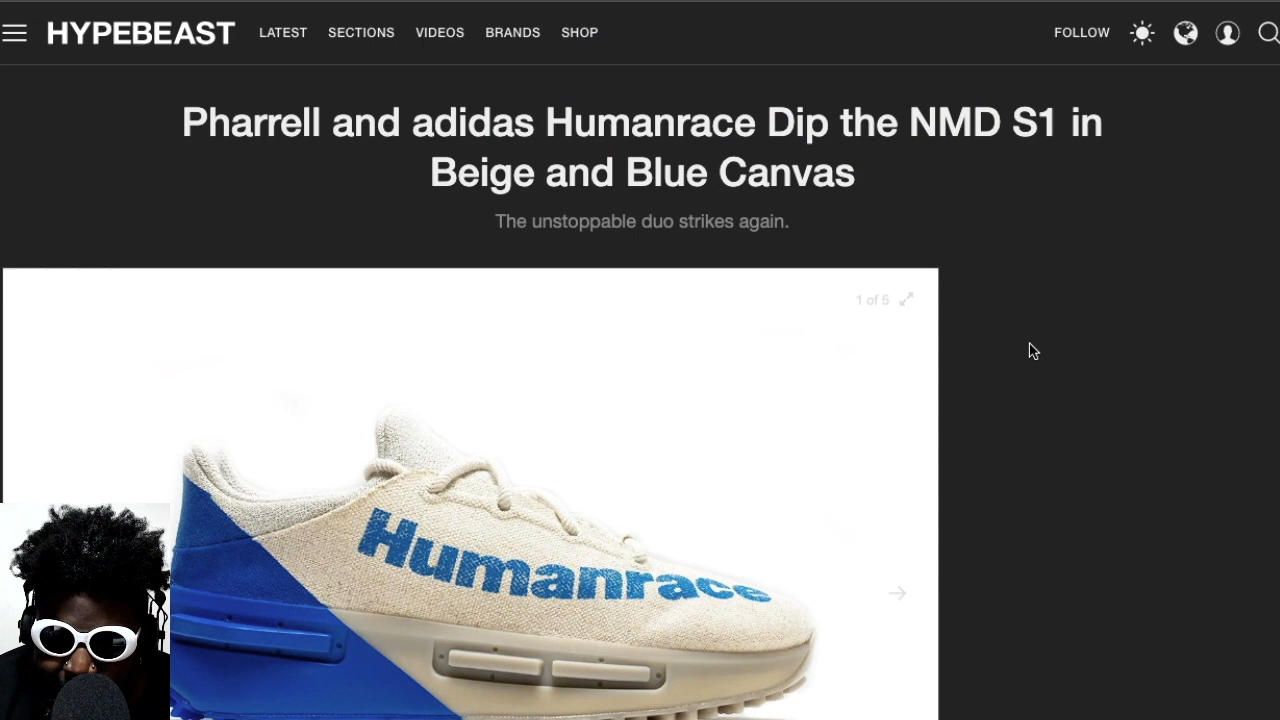 HYPEBEAST LATEST SECTIONS VIDEOS BRANDS SHOP FOLLOW
Pharrell and adidas Humanrace Dip the NMD S1 in
Beige and Blue Canvas
The unstoppable duo strikes again.
1 of 5
Humanrace